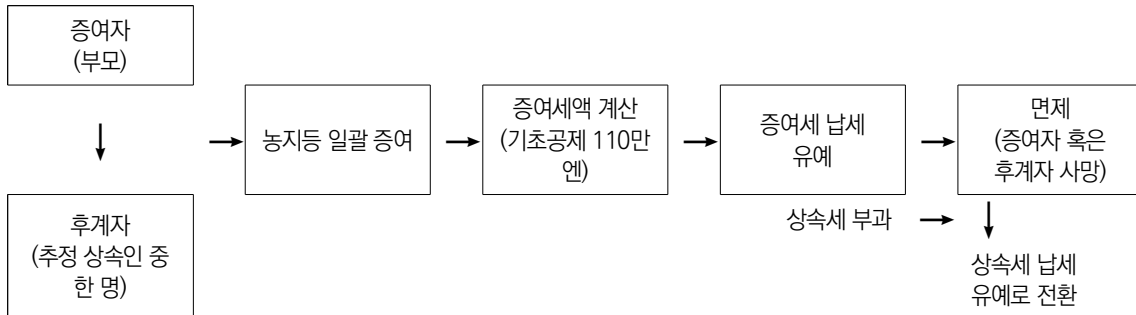 증여자
(부모)
후계자
(추정 상속인 중
한 명)
농지등 일괄 증여
증여세액 계산
(기초공제 110만
엔)
증여세 납세
유예
면제
(증여자 혹은
후계자 사망)
상속세 부과
상속세 납세
유예로 전환